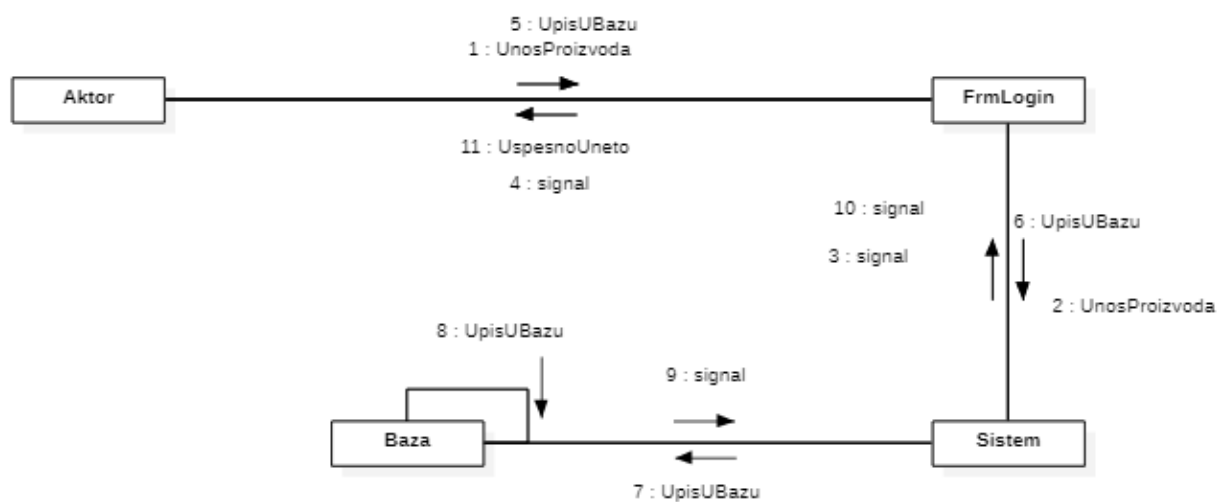 5 : UpisUBazu
1 : UnosProizvoda
Aktor
FrmLogin
11 : UspesnoUneto
4 : signal
10 : signal
6 : UpisUBazu
3 : signal
2 : UnosProizvoda
8 : UpisUBazu
9 : signal
Baza
Sistem
7 : UpisUBazu